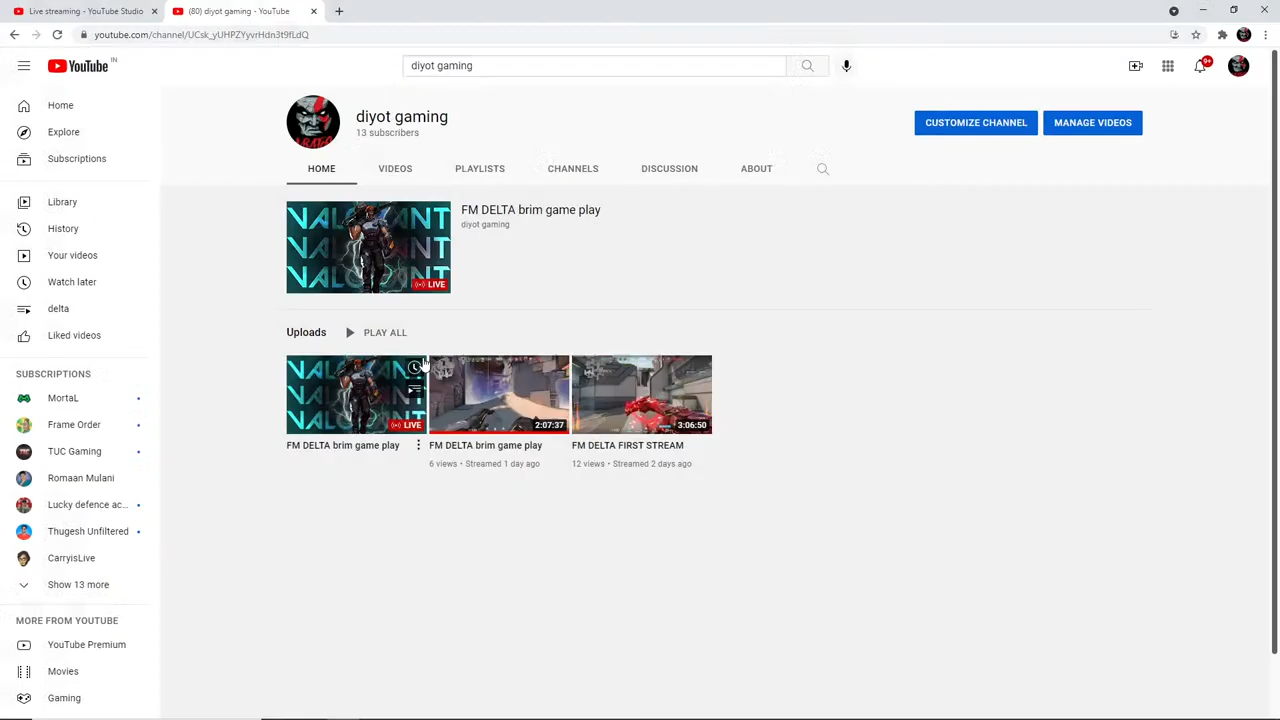 Live streaming - YouTube Studio
(80) diyot gaming - YouTube
youtube.com/channel/UCsk_yUHPZYyvrHdn3t9fLdQ
YouTube IN
diyot gaming
9+
Home
Explore
Subscriptions
Library
History
Your videos
Watch later
delta
Liked videos
SUBSCRIPTIONS
MortaL
Frame Order
TUC Gaming
Romaan Mulani
Lucky defence ac...
Thugesh Unfiltered
CarryisLive
Show 13 more
MORE FROM YOUTUBE
YouTube Premium
Movies
Gaming
diyot gaming
13 subscribers
CUSTOMIZE CHANNEL
MANAGE VIDEOS
HOME
VIDEOS
PLAYLISTS
CHANNELS
DISCUSSION
ABOUT
VALORANT
VALORANT
VALORANT
LIVE
FM DELTA brim game play
diyot gaming
Uploads
PLAY ALL
LIVE
2:07:37
3:06:50
FM DELTA brim game play
FM DELTA brim game play
6 views • Streamed 1 day ago
FM DELTA FIRST STREAM
12 views • Streamed 2 days ago